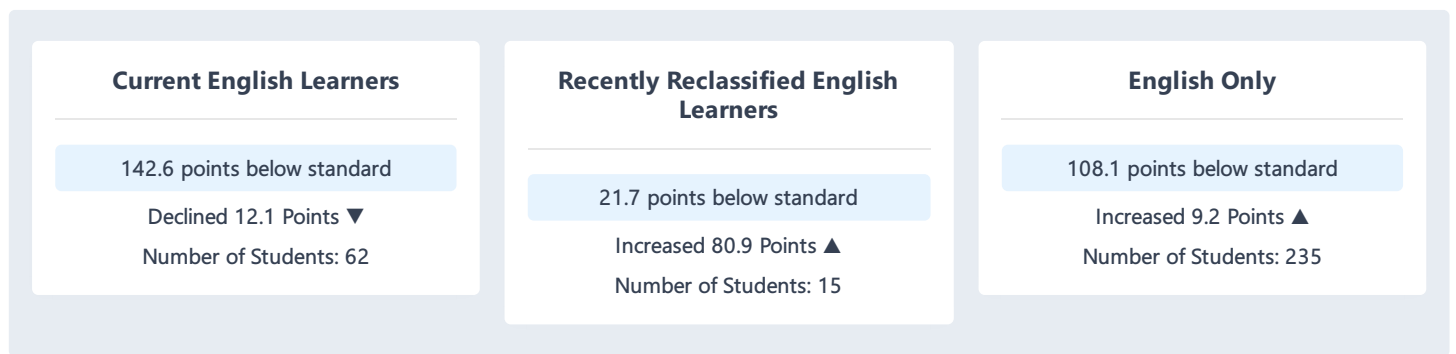 Current English Learners
142.6 points below standard
Declined 12.1 Points ▼
Number of Students: 62
Recently Reclassified English
Learners
21.7 points below standard
Increased 80.9 Points ▲
Number of Students: 15
English Only
108.1 points below standard
Increased 9.2 Points ▲
Number of Students: 235